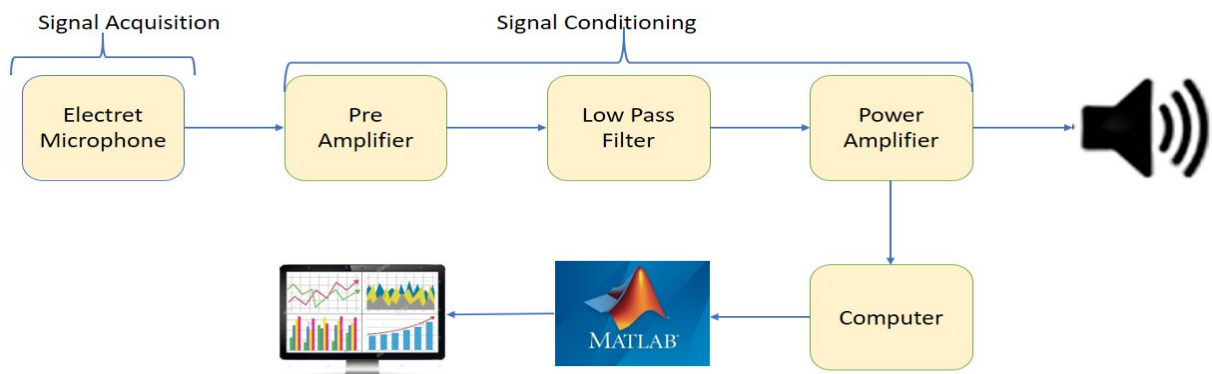 Signal Acquisition
Signal Conditioning
Electret
Microphone
Pre
Amplifier
Low Pass
Filter
Power
Amplifier
MATLAB
Computer